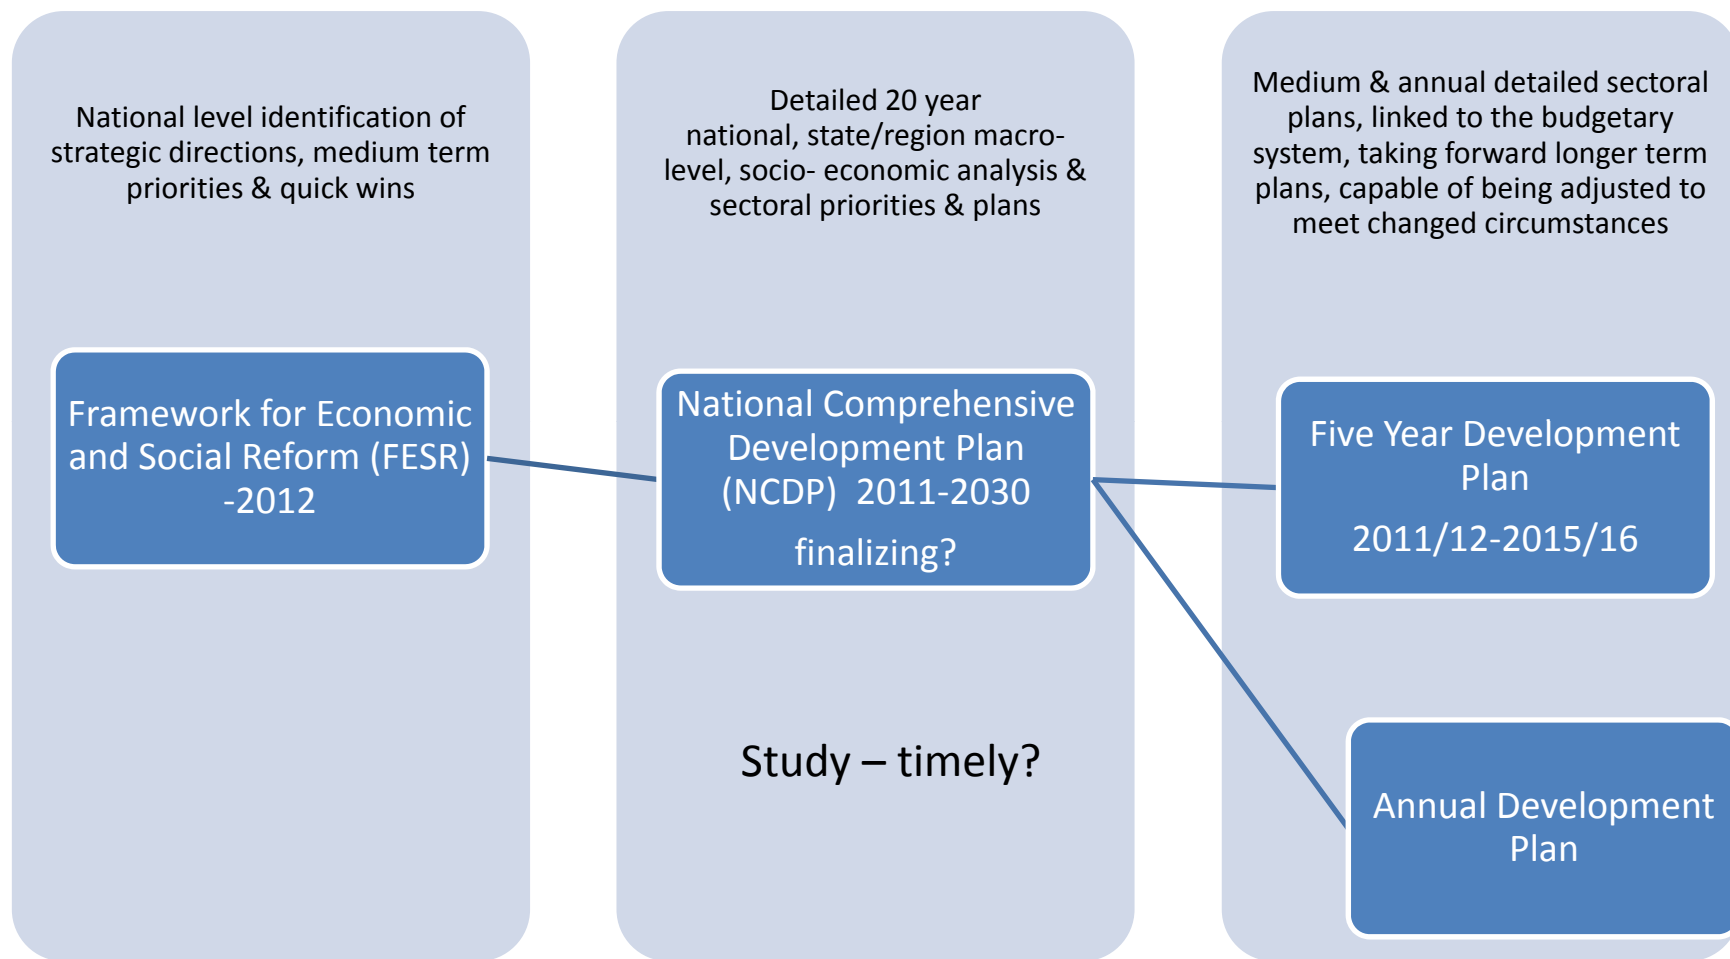 National level identification of
strategic directions, medium term
priorities & quick wins
Framework for Economic
and Social Reform (FESR)
-2012
Detailed 20 year
national, state/region macro-
level, socio- economic analysis &
sectoral priorities & plans
National Comprehensive
Development Plan
(NCDP) 2011-2030
finalizing?
Study – timely?
Medium & annual detailed sectoral
plans, linked to the budgetary
system, taking forward longer term
plans, capable of being adjusted to
meet changed circumstances
Five Year Development
Plan
2011/12-2015/16
Annual Development
Plan